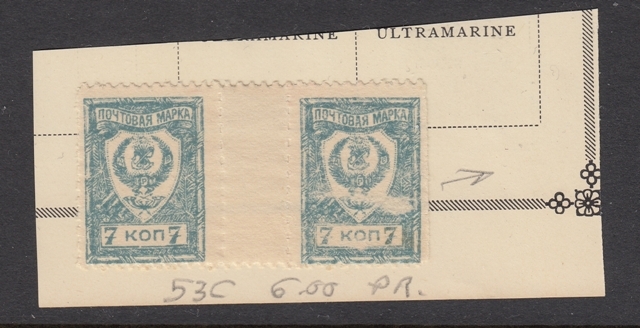 ULTRAMARINE ULTRAMARINE
ПОЧТОВАЯ МАРКА ПОЧТОВАЯ МАРКА
7 КОП 7 7 КОП 7
53C 6.00 PR.